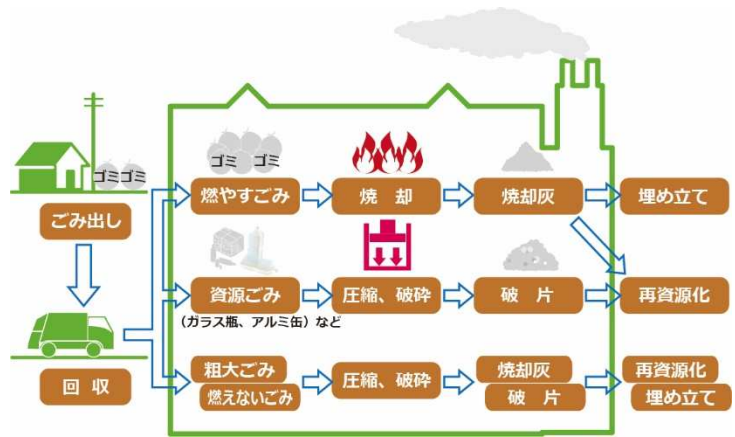 ゴミゴミ
ごみ出し
回 収
ゴミ ゴミ
燃やすごみ
焼 却
焼却灰
埋め立て
資源ごみ
(ガラス瓶、アルミ缶)など
圧縮、破砕
破 片
再資源化
粗大ごみ
燃えないごみ
圧縮、破砕
焼却灰
破 片
再資源化
埋め立て